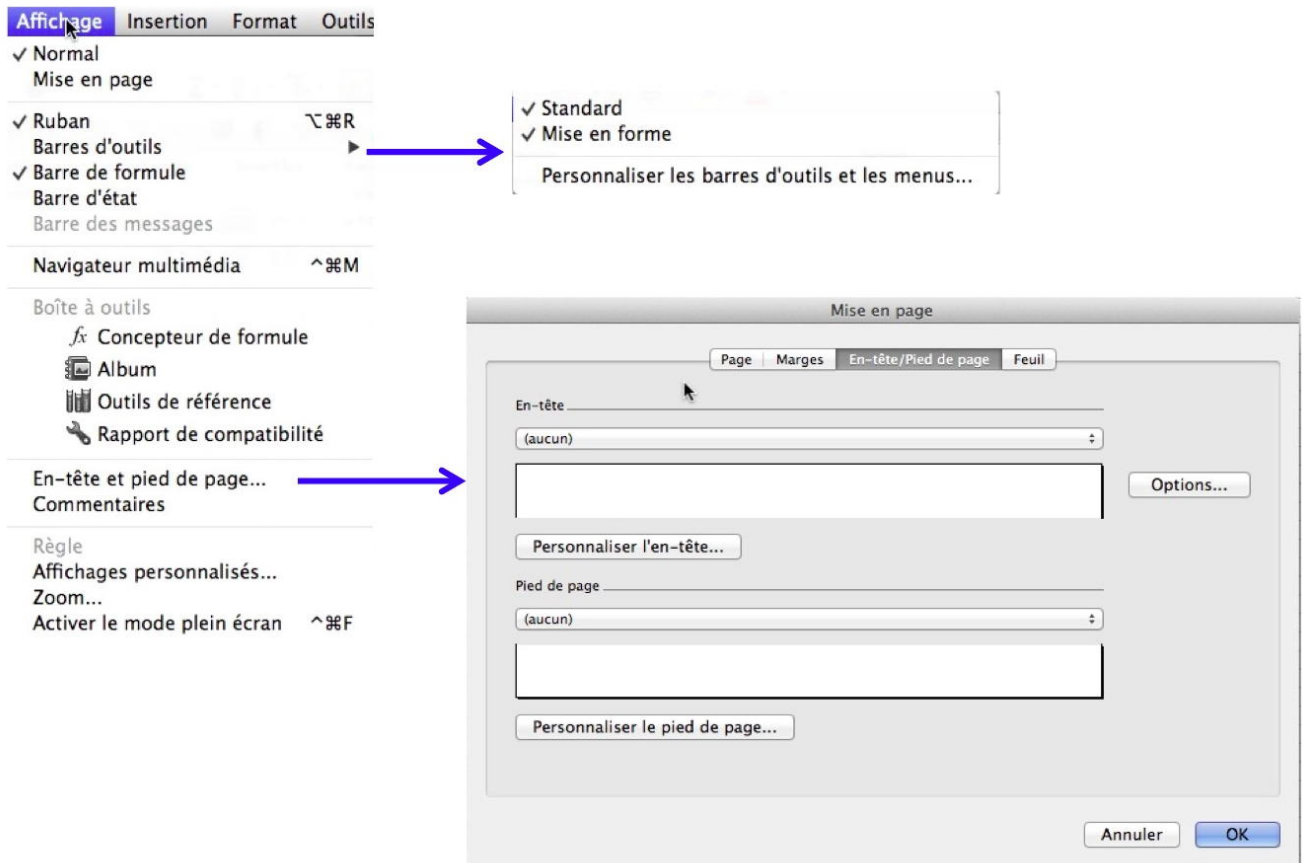 Affichage Insertion Format Outils
✓ Normal
Mise en page
✓ Ruban ⌥⌘R
Barres d'outils ▶
✓ Barre de formule
Barre d'état
Barre des messages
Navigateur multimédia ^⌘M
Boîte à outils
fx Concepteur de formule
Album
Outils de référence
Rapport de compatibilité
En-tête et pied de page...
Commentaires
Règle
Affichages personnalisés...
Zoom...
Activer le mode plein écran ^⌘F
✓ Standard
✓ Mise en forme
Personnaliser les barres d'outils et les menus...
Mise en page
Page Marges En-tête/Pied de page Feuil
En-tête
(aucun)
Options...
Personnaliser l'en-tête...
Pied de page
(aucun)
Personnaliser le pied de page...
Annuler OK